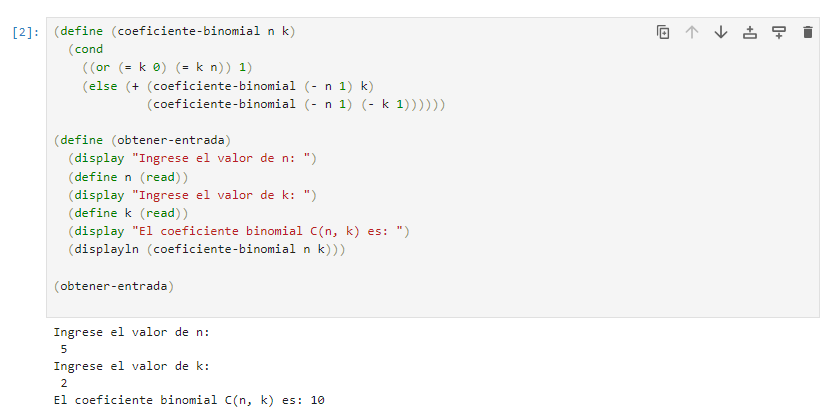 [2]: (define (coeficiente-binomial n k)
  (cond
    ((or (= k 0) (= k n)) 1)
    (else (+ (coeficiente-binomial (- n 1) k)
             (coeficiente-binomial (- n 1) (- k 1))))))
(define (obtener-entrada)
  (display "Ingrese el valor de n: ")
  (define n (read))
  (display "Ingrese el valor de k: ")
  (define k (read))
  (display "El coeficiente binomial C(n, k) es: ")
  (displayln (coeficiente-binomial n k)))
(obtener-entrada)
Ingrese el valor de n:
 5
Ingrese el valor de k:
 2
El coeficiente binomial C(n, k) es: 10